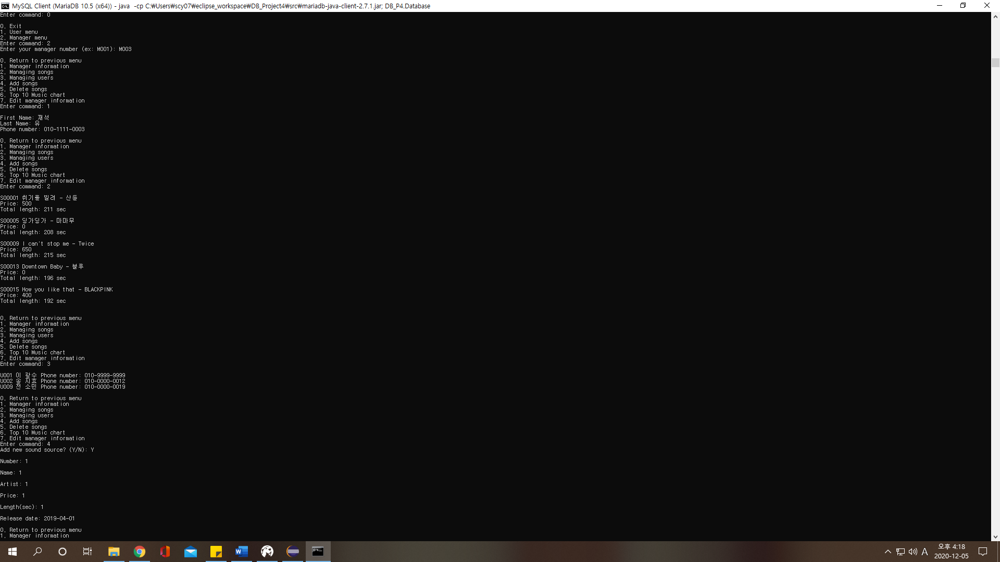 MySQL Client (MariaDB 10.5 (x64)) - java  -cp C:₩Users₩scy07₩eclipse_workspace₩DB_Project4₩src₩mariadb-java-client-2.7.1.jar; DB_P4.Database
Enter command: 0
0. Exit
1. User menu
2. Manager menu
Enter command: 2
Enter your manager number (ex: M001): M003
0. Return to previous menu
1. Manager information
2. Managing songs
3. Managing users
4. Add songs
5. Delete songs
6. Top 10 Music chart
7. Edit manager information
Enter command: 1
First Name: 재석
Last Name: 유
Phone number: 010-1111-0003
0. Return to previous menu
1. Manager information
2. Managing songs
3. Managing users
4. Add songs
5. Delete songs
6. Top 10 Music chart
7. Edit manager information
Enter command: 2
S00001 취기를 빌려 - 산들
Price: 500
Total length: 211 sec
S00005 딩가딩가 - 마마무
Price: 0
Total length: 208 sec
S00009 I can't stop me - Twice
Price: 650
Total length: 215 sec
S00013 Downtown Baby - 블루
Price: 0
Total length: 196 sec
S00015 How you like that - BLACKPINK
Price: 400
Total length: 192 sec
0. Return to previous menu
1. Manager information
2. Managing songs
3. Managing users
4. Add songs
5. Delete songs
6. Top 10 Music chart
7. Edit manager information
Enter command: 3
U001 이 광수 Phone number: 010-9999-9999
U002 송 지효 Phone number: 010-0000-0012
U009 전 소민 Phone number: 010-0000-0019
0. Return to previous menu
1. Manager information
2. Managing songs
3. Managing users
4. Add songs
5. Delete songs
6. Top 10 Music chart
7. Edit manager information
Enter command: 4
Add new sound source? (Y/N): Y
Number: 1
Name: 1
Artist: 1
Price: 1
Length(sec): 1
Release date: 2019-04-01
0. Return to previous menu
1. Manager information
A
오후 4:18
2020-12-05